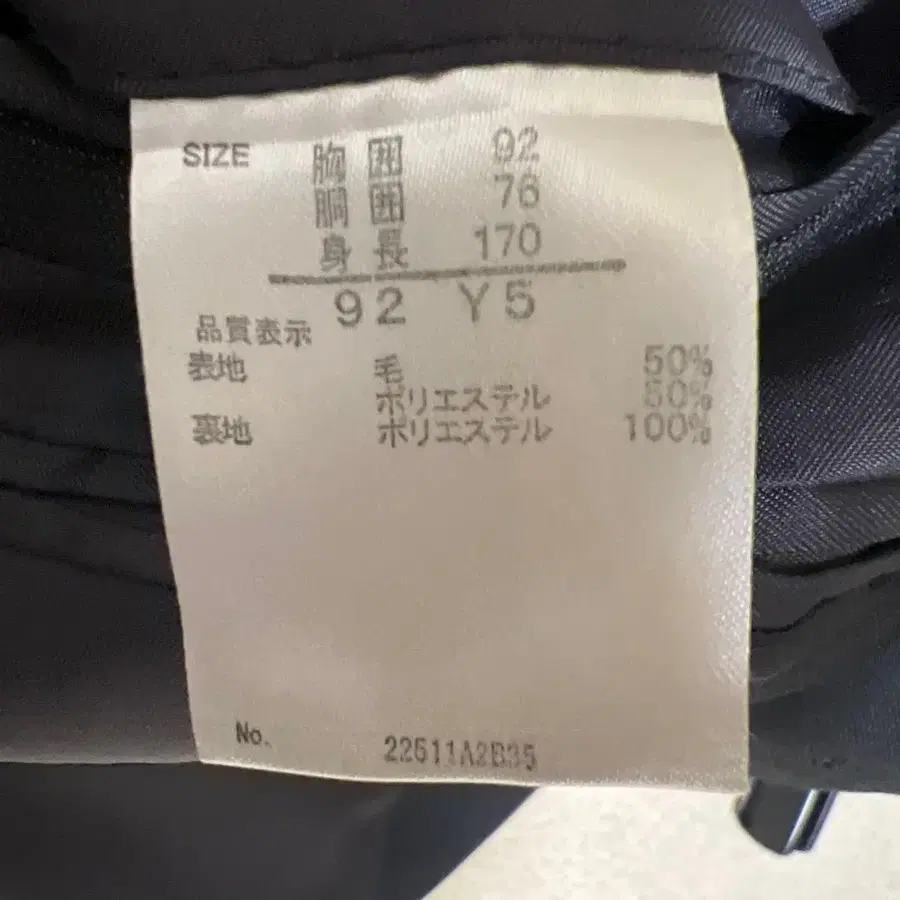 SIZE 胸囲 92
胴囲 76
身長 170
92 Y5
品質表示
表地 毛 50%
ポリエステル 50%
裏地 ポリエステル 100%
No. 22611A2B35